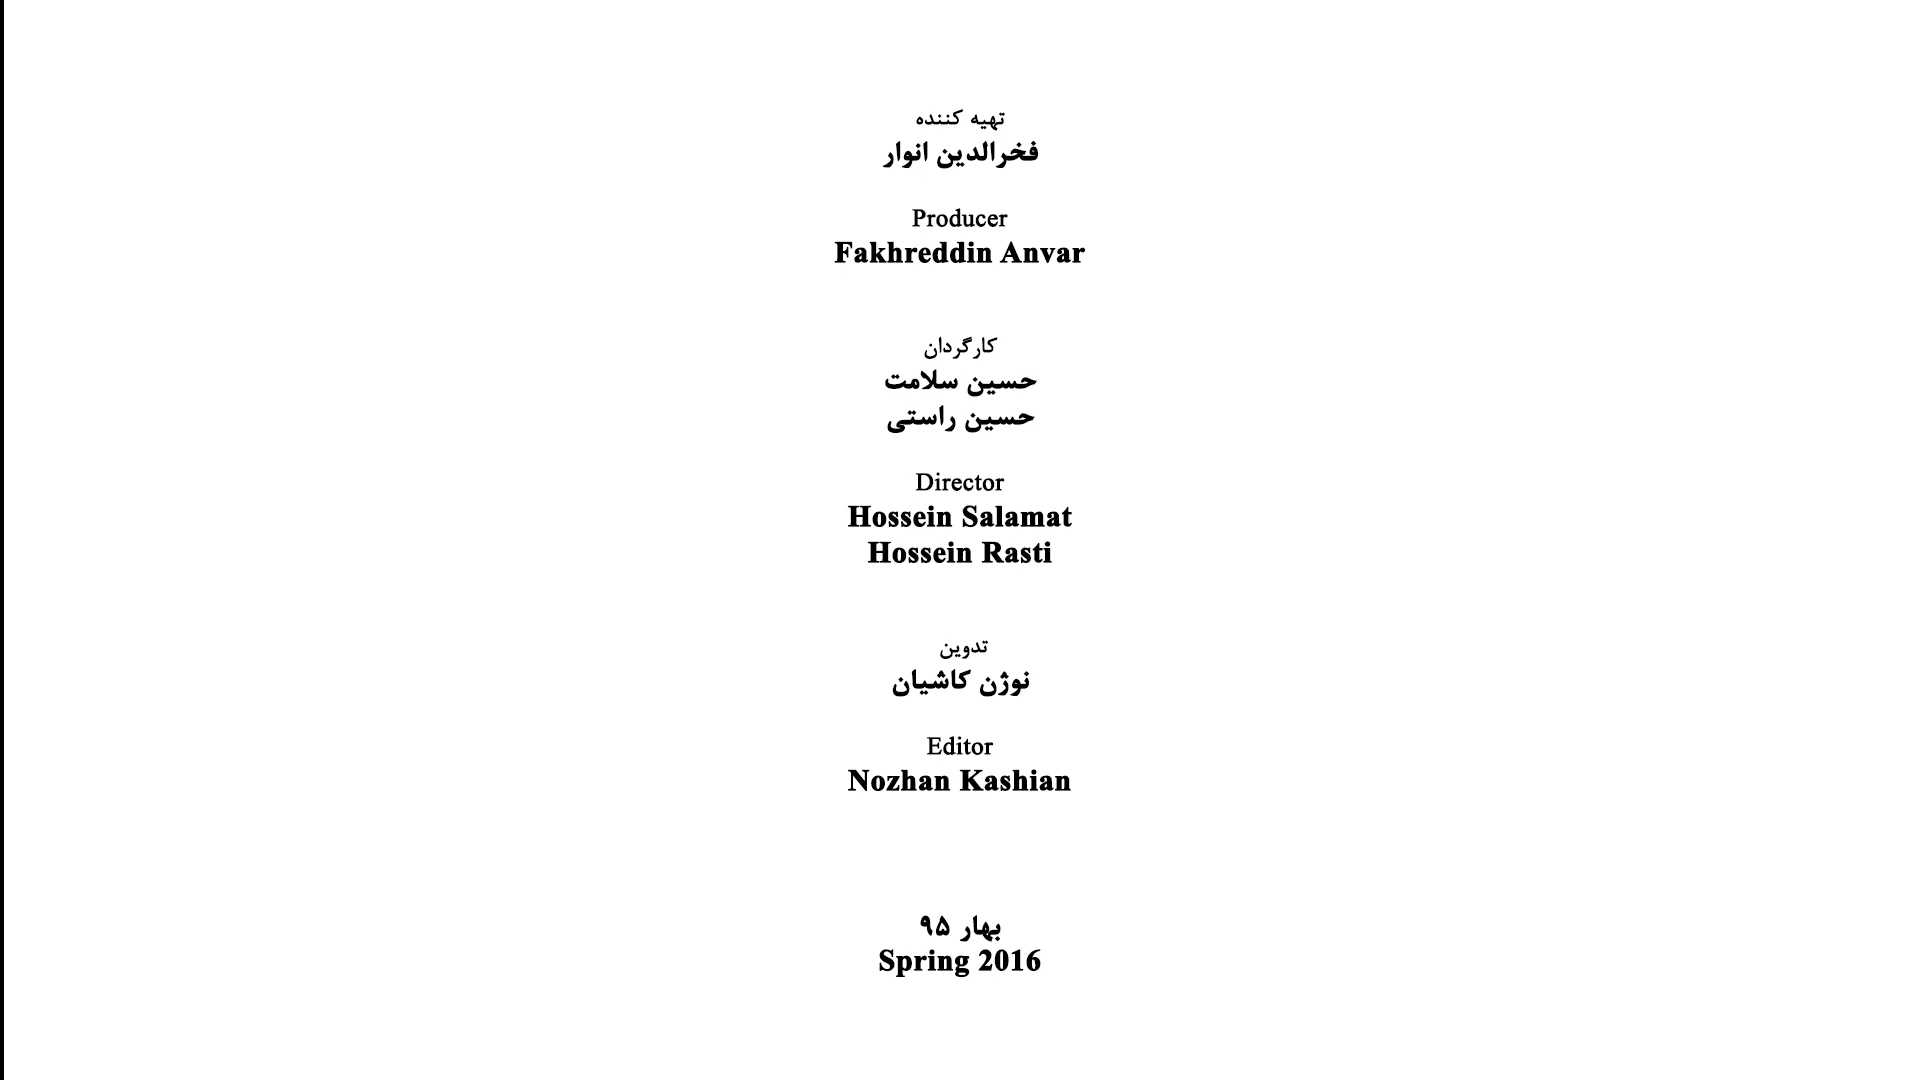 تهیه کننده
فخرالدین انوار
Producer
Fakhreddin Anvar
کارگردان
حسین سلامت
حسین راستی
Director
Hossein Salamat
Hossein Rasti
تدوین
نوژن کاشیان
Editor
Nozhan Kashian
بهار ۹۵
Spring 2016